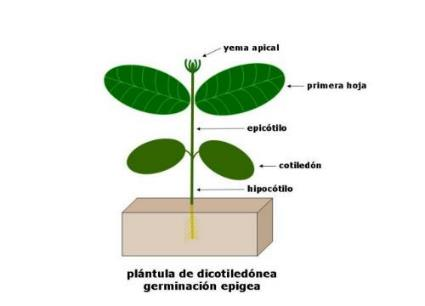 yema apical
primera hoja
epicótilo
cotiledón
hipocótilo
plántula de dicotiledónea
germinación epigea